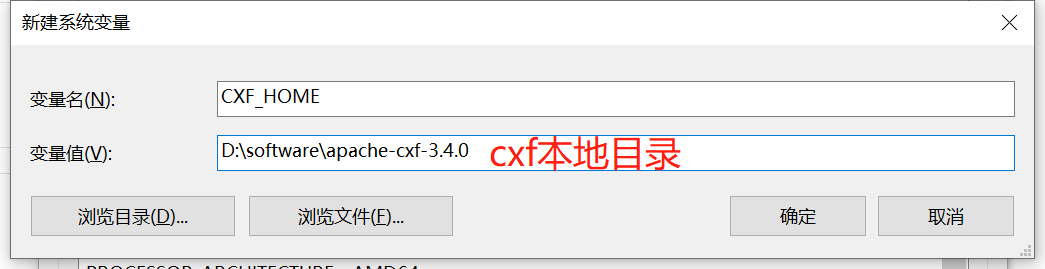 新建系统变量
变量名(N): CXF_HOME
变量值(V): D:\software\apache-cxf-3.4.0 cxf本地目录
浏览目录(D)... 浏览文件(F)... 确定 取消
PROCESSOR_ARCHITECTURE AMD64